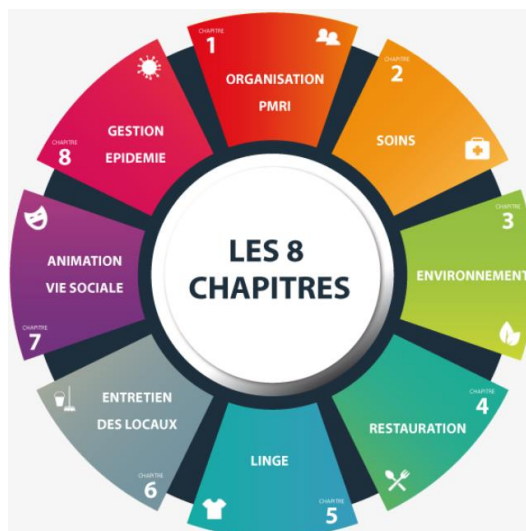 LES 8
CHAPITRES
CHAPITRE
1
ORGANISATION
PMRI
CHAPITRE
2
SOINS
CHAPITRE
3
ENVIRONNEMENT
CHAPITRE
4
RESTAURATION
LINGE
CHAPITRE
5
ENTRETIEN
DES LOCAUX
CHAPITRE
6
ANIMATION
VIE SOCIALE
CHAPITRE
7
GESTION
EPIDEMIE
CHAPITRE
8